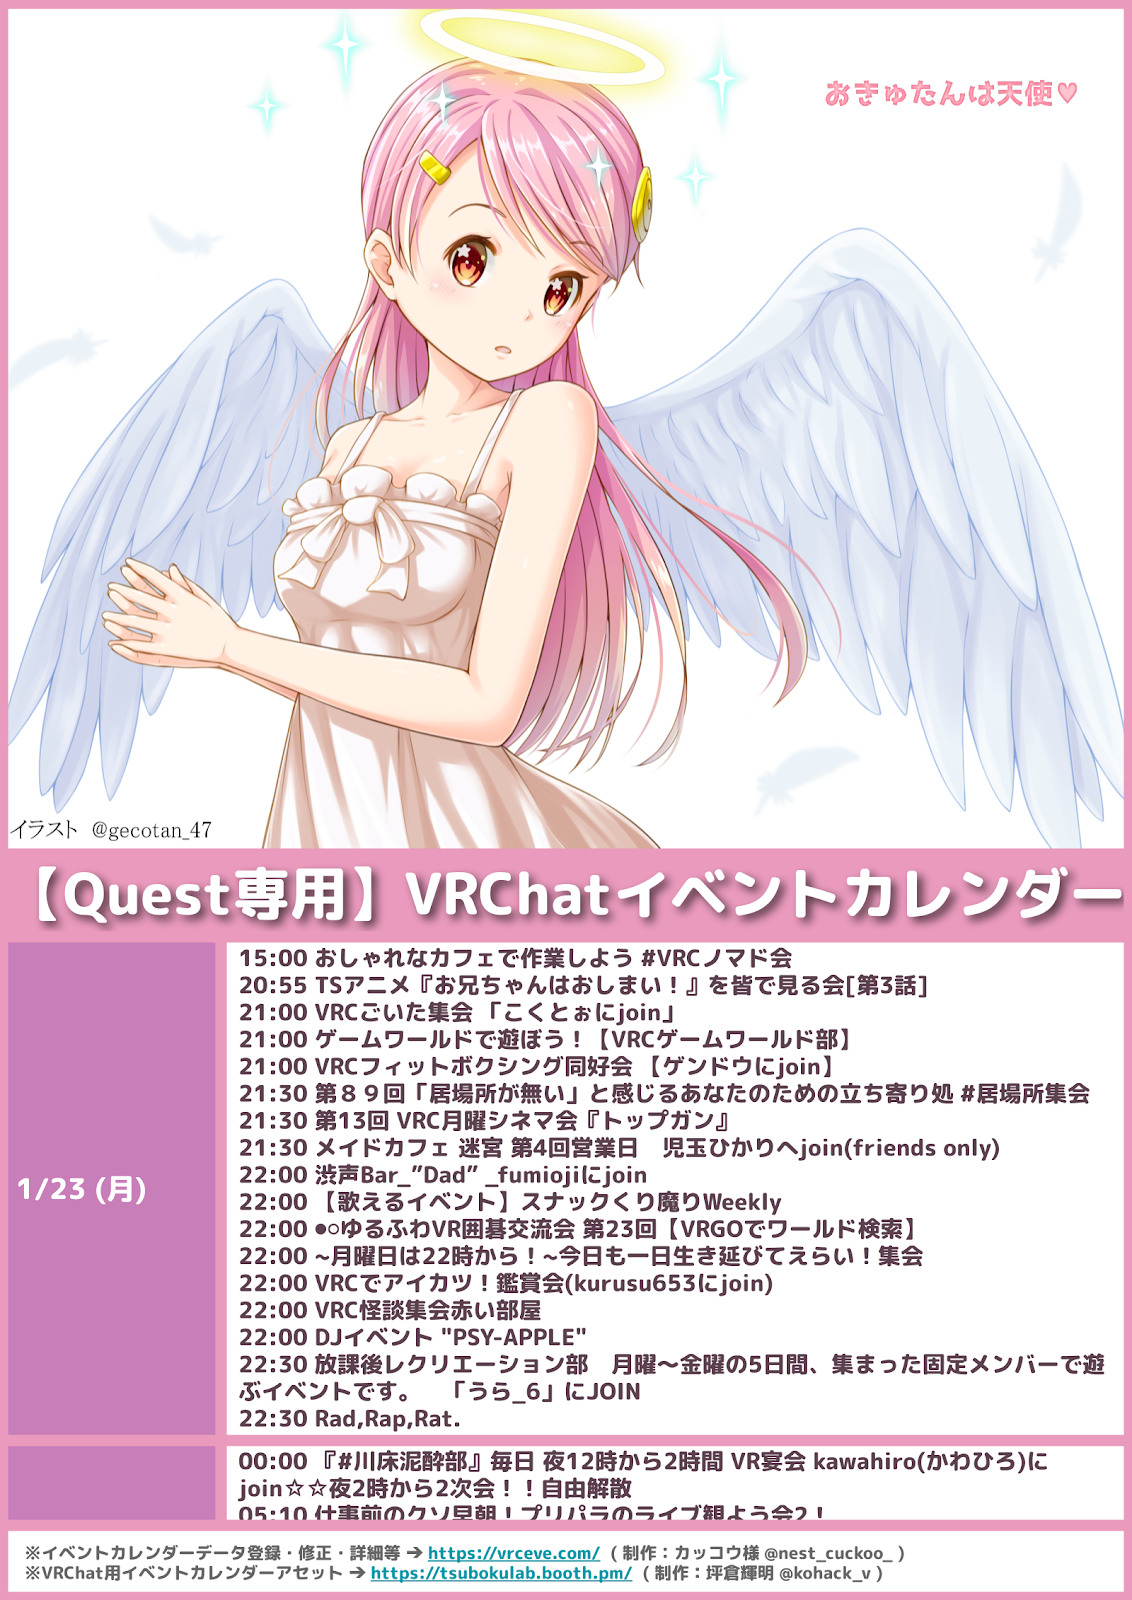 おきゅたんは天使♥
イラスト @gecotan_47
【Quest専用】VRChatイベントカレンダー
1/23 (月)
15:00 おしゃれなカフェで作業しよう #VRCノマド会
20:55 TSアニメ『お兄ちゃんはおしまい！』を皆で見る会[第3話]
21:00 VRCごいた集会 「こくとぉにjoin」
21:00 ゲームワールドで遊ぼう！【VRCゲームワールド部】
21:00 VRCフィットボクシング同好会 【ゲンドウにjoin】
21:30 第８９回「居場所が無い」と感じるあなたのための立ち寄り処 #居場所集会
21:30 第13回 VRC月曜シネマ会『トップガン』
21:30 メイドカフェ 迷宮 第4回営業日　児玉ひかりへjoin(friends only)
22:00 渋声Bar_”Dad” _fumiojiにjoin
22:00 【歌えるイベント】スナックくり魔りWeekly
22:00 ●○ゆるふわVR囲碁交流会 第23回【VRGOでワールド検索】
22:00 ~月曜日は22時から！~今日も一日生き延びてえらい！集会
22:00 VRCでアイカツ！鑑賞会(kurusu653にjoin)
22:00 VRC怪談集会赤い部屋
22:00 DJイベント "PSY-APPLE"
22:30 放課後レクリエーション部　月曜〜金曜の5日間、集まった固定メンバーで遊
ぶイベントです。　「うら_6」にJOIN
22:30 Rad,Rap,Rat.
00:00 『#川床泥酔部』毎日 夜12時から2時間 VR宴会 kawahiro(かわひろ)に
join☆☆夜2時から2次会！！自由解散
05:10 仕事前のクソ早朝！プリパラのライブ観よう会2！
※イベントカレンダーデータ登録・修正・詳細等 ➔ https://vrceve.com/ ( 制作：カッコウ様 @nest_cuckoo_ )
※VRChat用イベントカレンダーアセット ➔ https://tsubokulab.booth.pm/ ( 制作：坪倉輝明 @kohack_v )